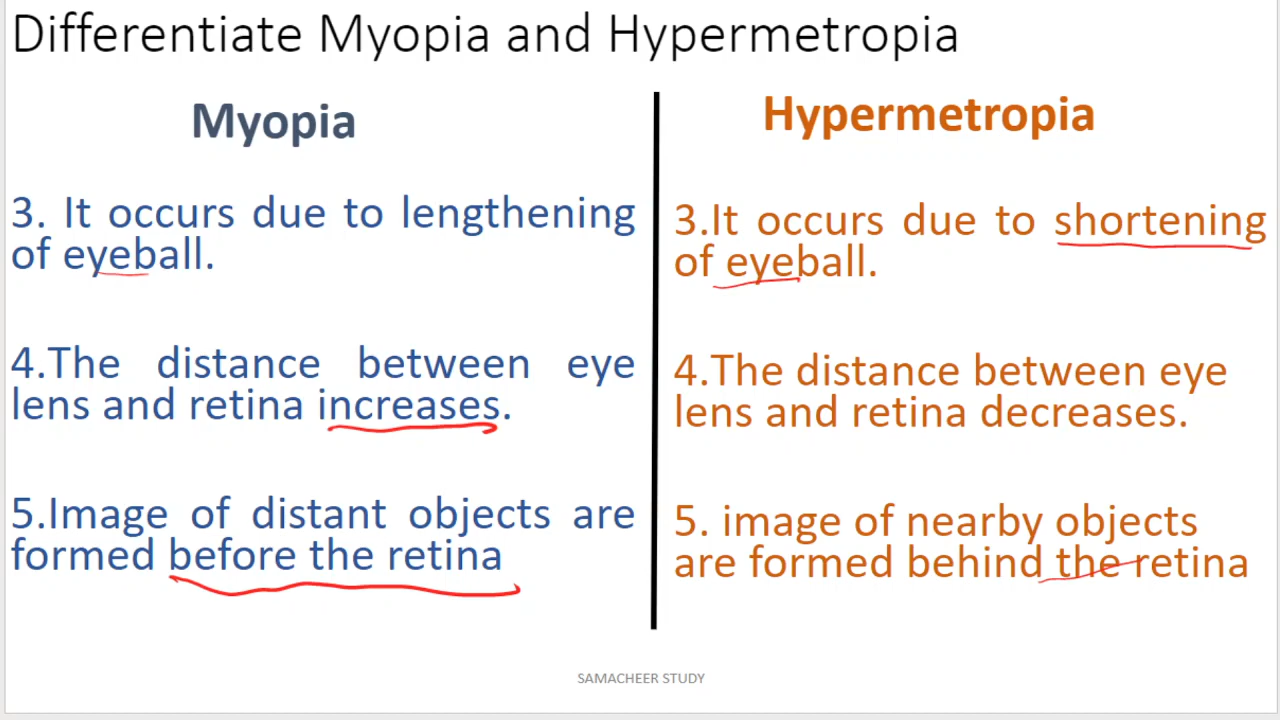 Differentiate Myopia and Hypermetropia
Myopia
3. It occurs due to lengthening
of eyeball.
4.The distance between eye
lens and retina increases.
5.Image of distant objects are
formed before the retina
Hypermetropia
3.It occurs due to shortening
of eyeball.
4.The distance between eye
lens and retina decreases.
5. image of nearby objects
are formed behind the retina
SAMACHEER STUDY